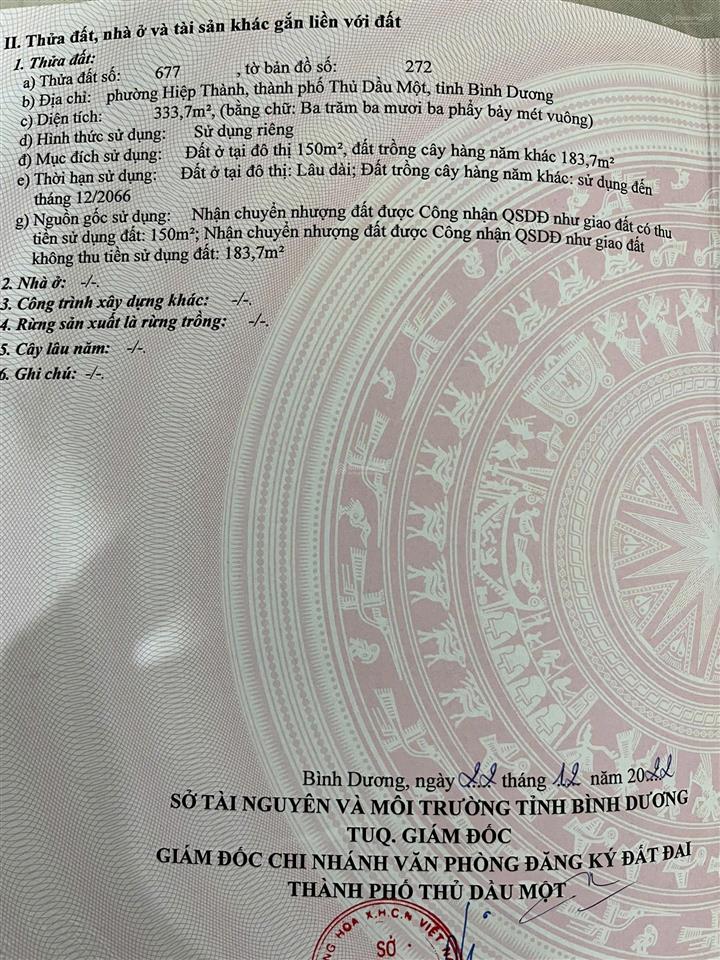 II. Thửa đất, nhà ở và tài sản khác gắn liền với đất
1. Thửa đất:
a) Thửa đất số: 677 , tờ bản đồ số: 272
b) Địa chỉ: phường Hiệp Thành, thành phố Thủ Dầu Một, tỉnh Bình Dương
c) Diện tích: 333,7m², (bằng chữ: Ba trăm ba mươi ba phẩy bảy mét vuông)
d) Hình thức sử dụng: Sử dụng riêng
đ) Mục đích sử dụng: Đất ở tại đô thị 150m², đất trồng cây hàng năm khác 183,7m²
e) Thời hạn sử dụng: Đất ở tại đô thị: Lâu dài; Đất trồng cây hàng năm khác: sử dụng đến
tháng 12/2066
g) Nguồn gốc sử dụng: Nhận chuyển nhượng đất được Công nhận QSDĐ như giao đất có thu
tiền sử dụng đất: 150m²; Nhận chuyển nhượng đất được Công nhận QSDĐ như giao đất
không thu tiền sử dụng đất: 183,7m²
2. Nhà ở: -/-.
3. Công trình xây dựng khác: -/-.
4. Rừng sản xuất là rừng trồng: -/-.
5. Cây lâu năm: -/-.
6. Ghi chú: -/-.
Bình Dương, ngày 22 tháng 12 năm 2022
SỞ TÀI NGUYÊN VÀ MÔI TRƯỜNG TỈNH BÌNH DƯƠNG
TUQ. GIÁM ĐỐC
GIÁM ĐỐC CHI NHÁNH VĂN PHÒNG ĐĂNG KÝ ĐẤT ĐAI
THÀNH PHỐ THỦ DẦU MỘT
HÒA X.H.C.N VIỆT
SỞ